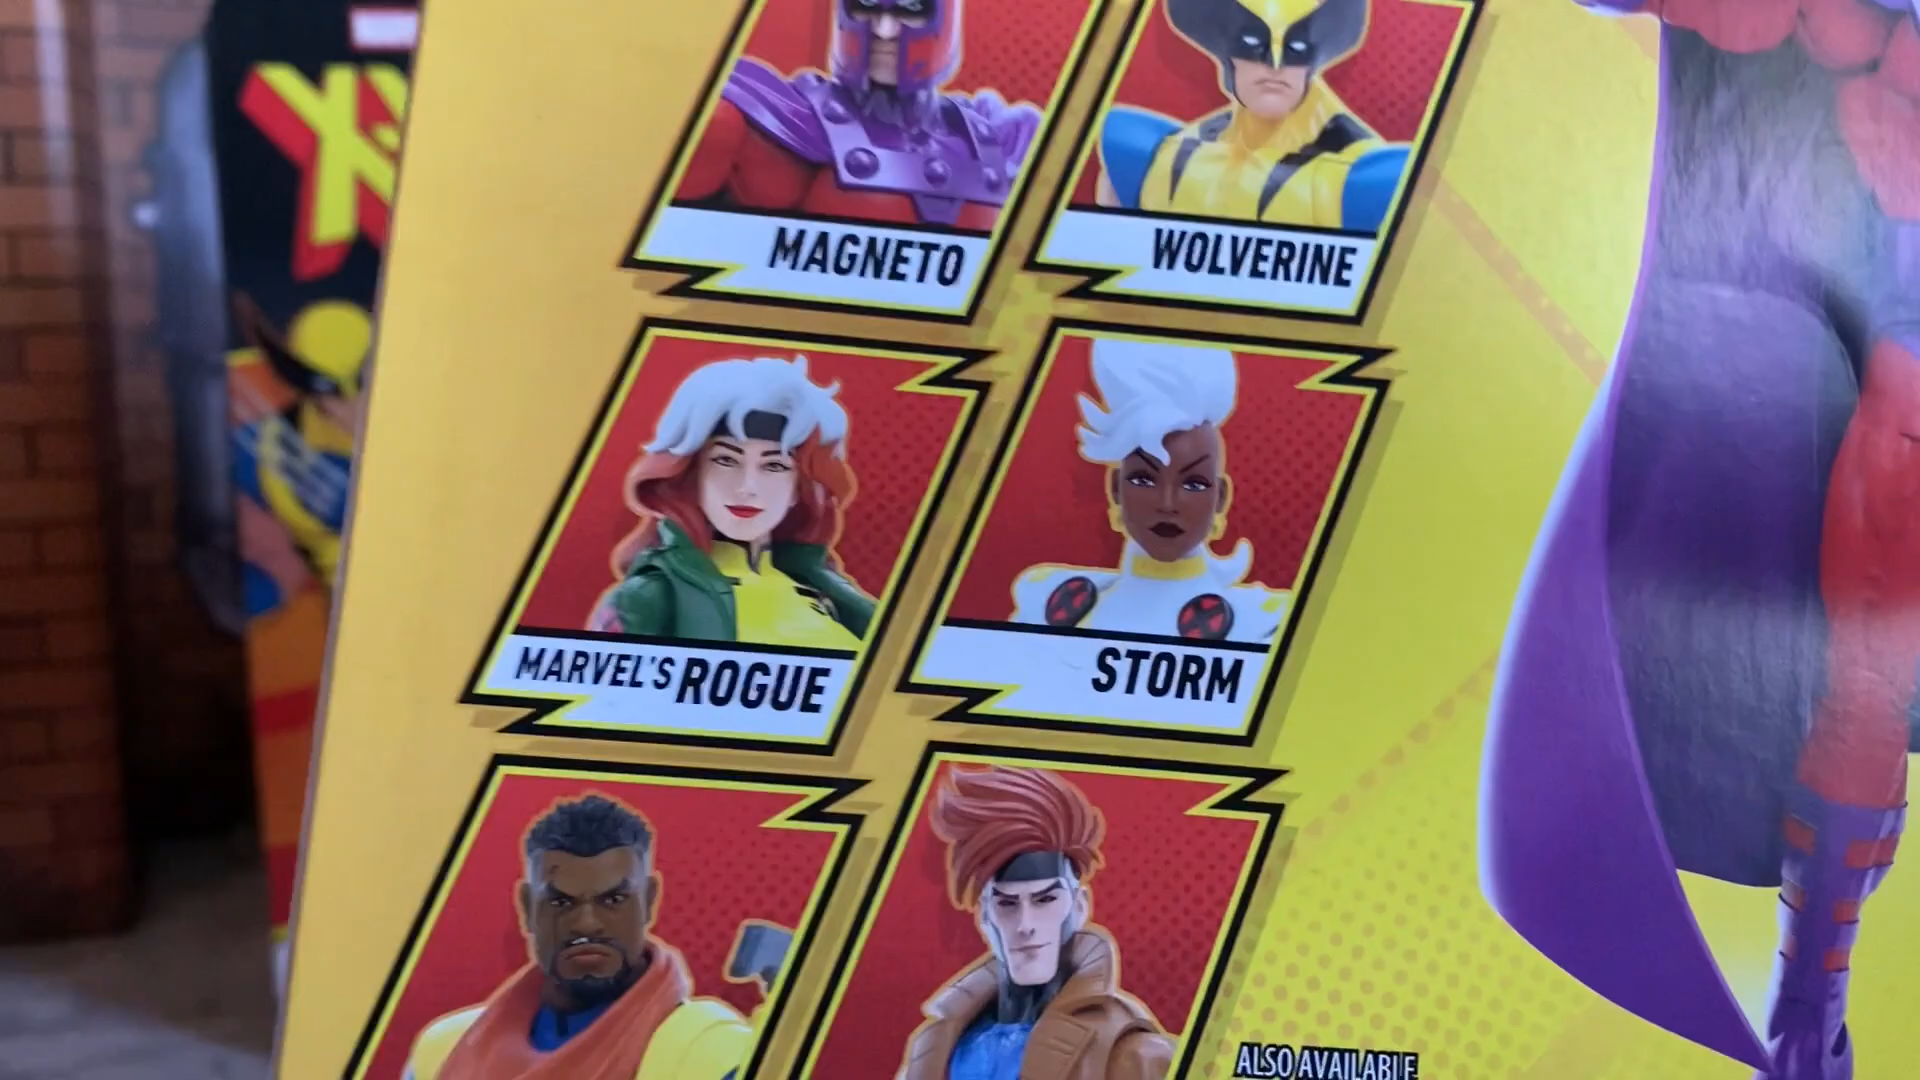 MAGNETO
WOLVERINE
MARVEL'S ROGUE
STORM
ALSO AVAILABLE